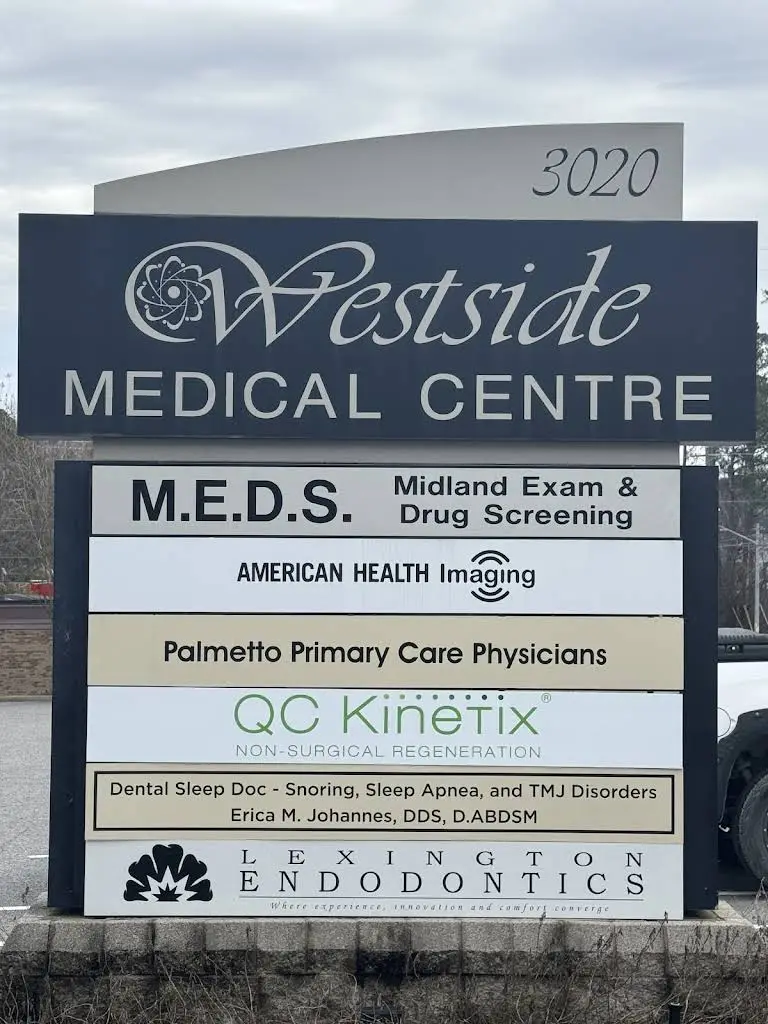 3020
Westside
MEDICAL CENTRE
M.E.D.S.
Midland Exam &
Drug Screening
AMERICAN HEALTH Imaging
Palmetto Primary Care Physicians
QC Kinetix®
NON-SURGICAL REGENERATION
Dental Sleep Doc - Snoring, Sleep Apnea, and TMJ Disorders
Erica M. Johannes, DDS, D.ABDSM
LEXINGTON
ENDODONTICS
Where experience, innovation and comfort converge